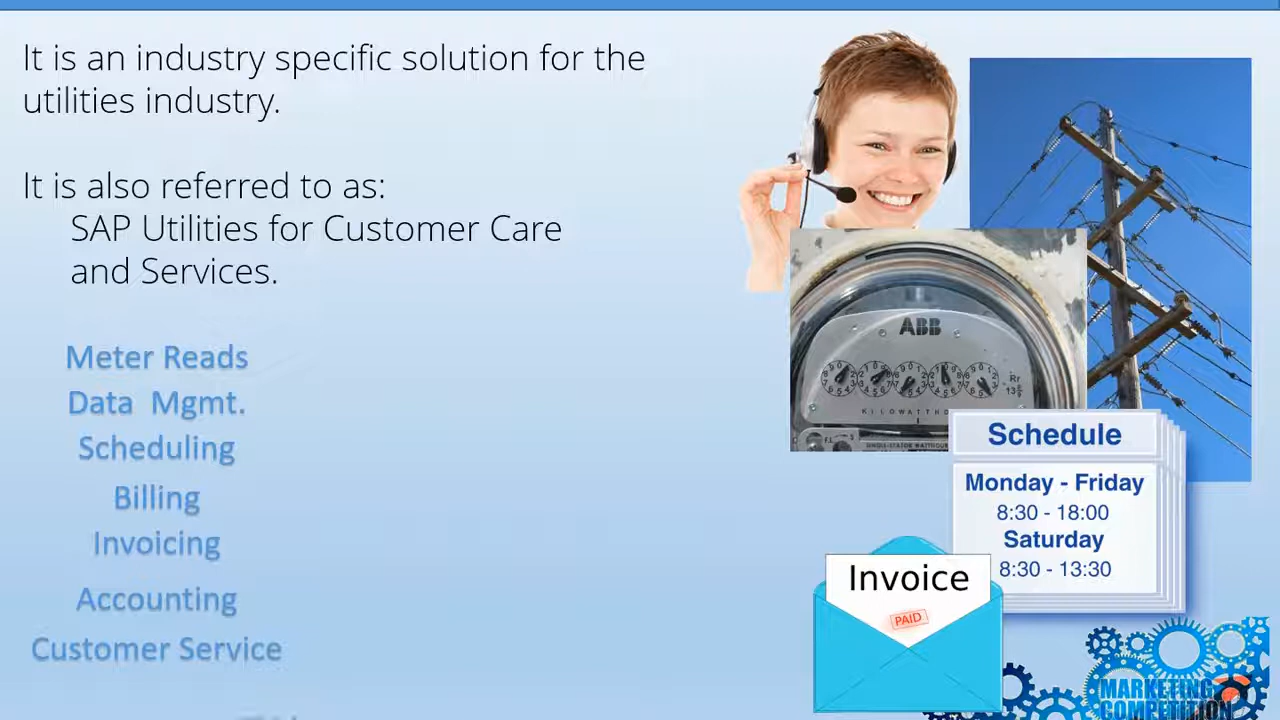 It is an industry specific solution for the
utilities industry.
It is also referred to as:
SAP Utilities for Customer Care
and Services.
Meter Reads
Data Mgmt.
Scheduling
Billing
Invoicing
Accounting
Customer Service
ABB
KILOWATTHO
Rr
Schedule
Monday - Friday
8:30 - 18:00
Saturday
8:30 - 13:30
Invoice
PAID
MARKETING
COMPETITION